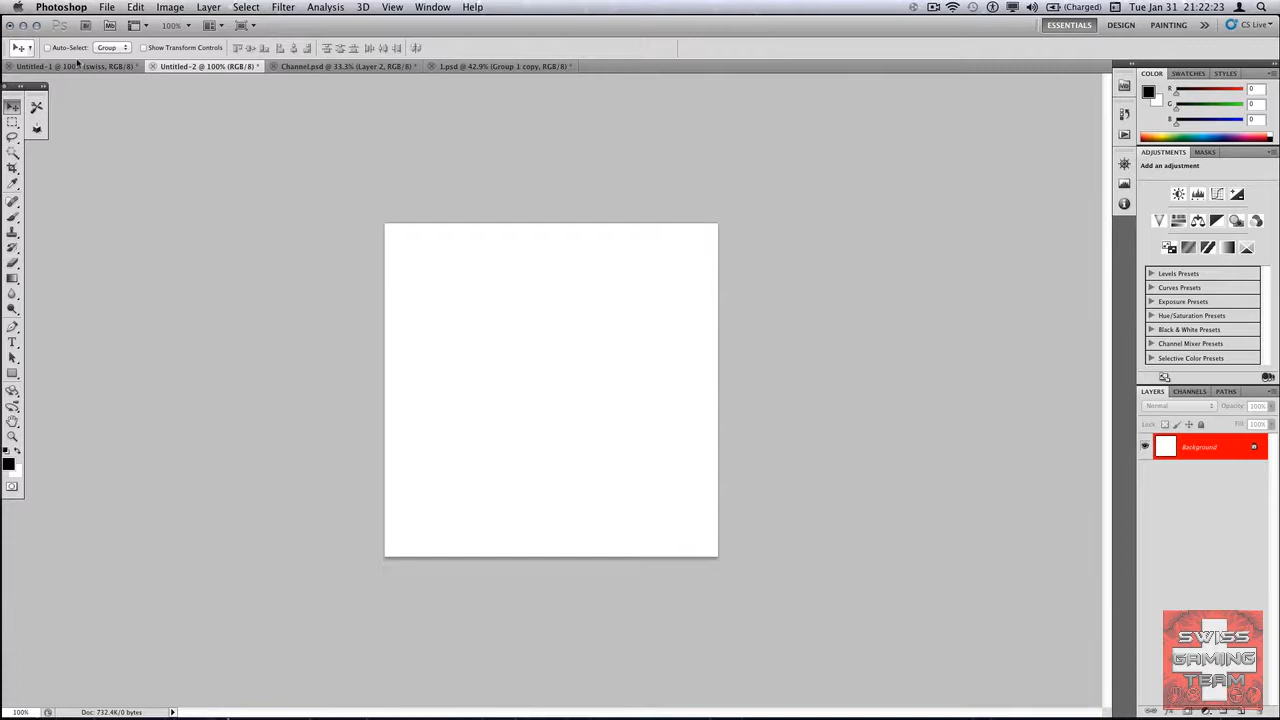 Photoshop File Edit Image Layer Select Filter Analysis 3D View Window Help (Charged) Tue Jan 31 21:22:23
Ps Br Mb 100% ESSENTIALS DESIGN PAINTING CS Live
Auto-Select: Group Show Transform Controls
Untitled-1 @ 100% (swiss, RGB/8) * Untitled-2 @ 100% (RGB/8) * Channel.psd @ 33.3% (Layer 2, RGB/8) * 1.psd @ 42.9% (Group 1 copy, RGB/8) *
COLOR SWATCHES STYLES
R 0
G 0
B 0
ADJUSTMENTS MASKS
Add an adjustment
Levels Presets
Curves Presets
Exposure Presets
Hue/Saturation Presets
Black & White Presets
Channel Mixer Presets
Selective Color Presets
LAYERS CHANNELS PATHS
Normal Opacity: 100%
Lock: Fill: 100%
Background
SWISS
GAMING
TEAM
100% Doc: 732.4K/0 bytes